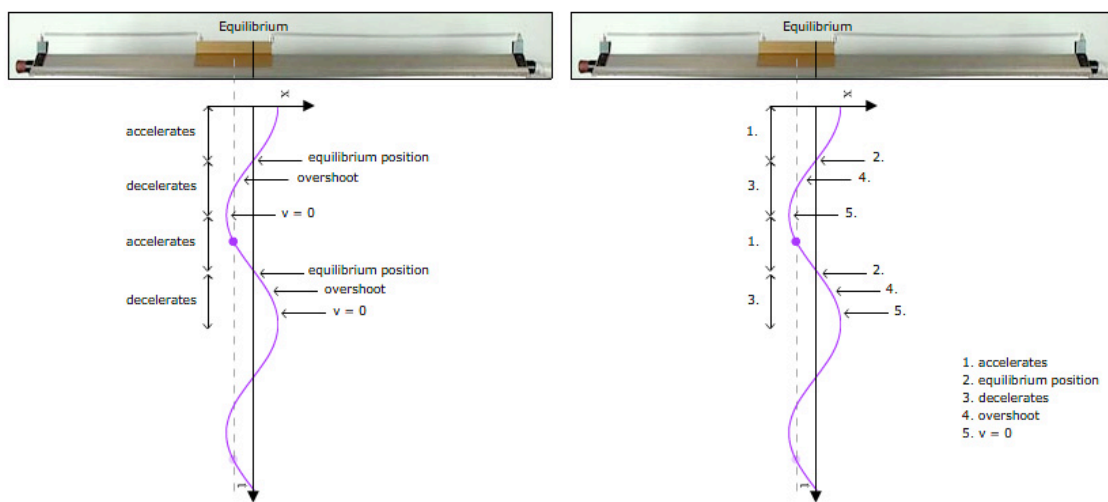 Equilibrium
x
accelerates
equilibrium position
overshoot
decelerates
v = 0
accelerates
equilibrium position
overshoot
decelerates
v = 0
t
Equilibrium
x
1.
2.
4.
3.
5.
1.
2.
4.
3.
5.
1. accelerates
2. equilibrium position
3. decelerates
4. overshoot
5. v = 0